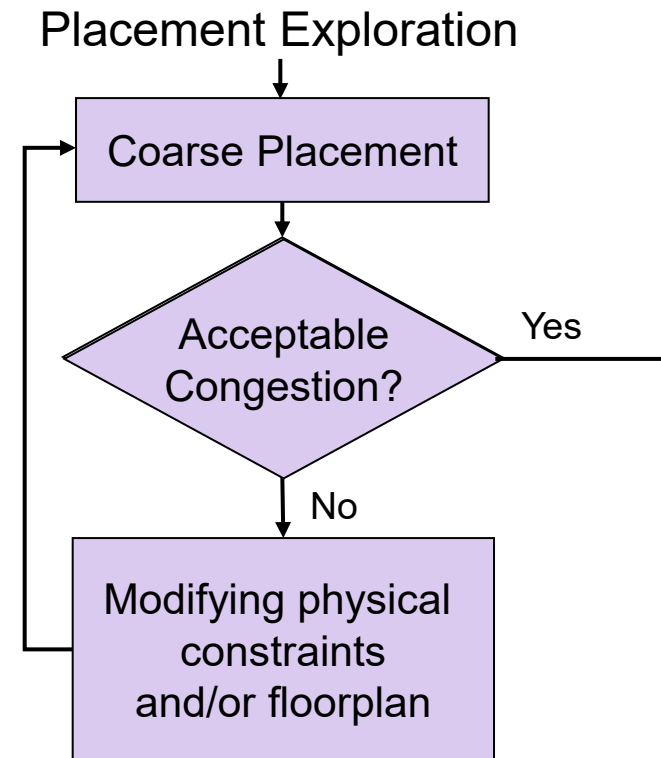 Placement Exploration
Coarse Placement
Acceptable
Congestion?
Yes
No
Modifying physical
constraints
and/or floorplan